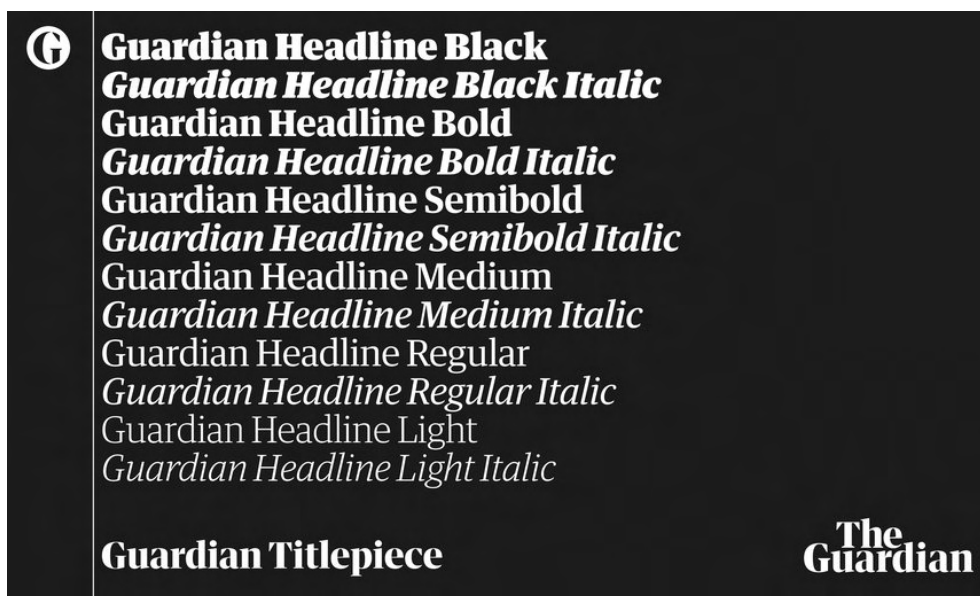 G
Guardian Headline Black
Guardian Headline Black Italic
Guardian Headline Bold
Guardian Headline Bold Italic
Guardian Headline Semibold
Guardian Headline Semibold Italic
Guardian Headline Medium
Guardian Headline Medium Italic
Guardian Headline Regular
Guardian Headline Regular Italic
Guardian Headline Light
Guardian Headline Light Italic
Guardian Titlepiece
The
Guardian